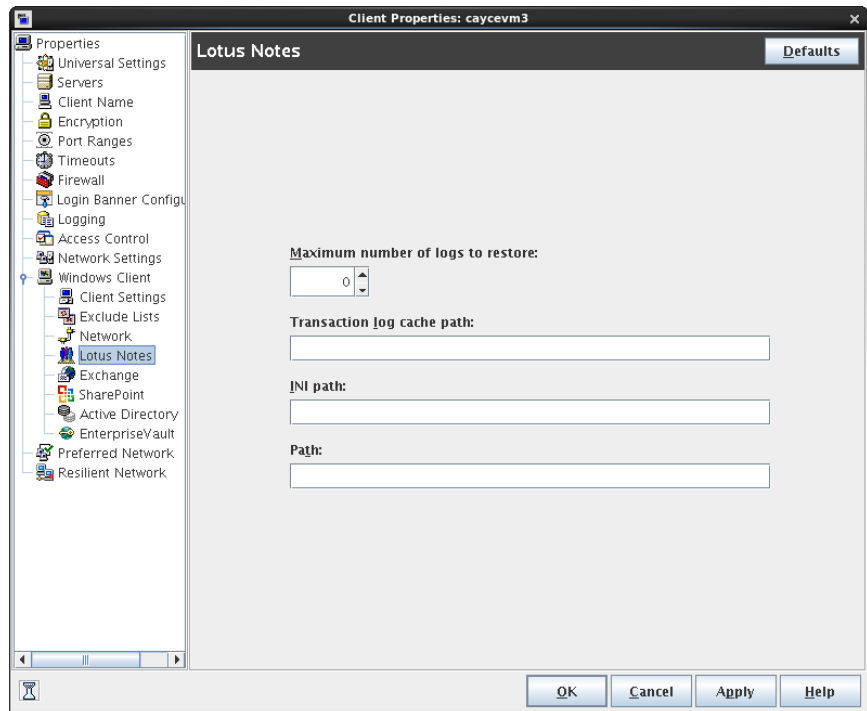 Client Properties: caycevm3
Properties
Universal Settings
Servers
Client Name
Encryption
Port Ranges
Timeouts
Firewall
Login Banner Configu
Logging
Access Control
Network Settings
Windows Client
Client Settings
Exclude Lists
Network
Lotus Notes
Exchange
SharePoint
Active Directory
EnterpriseVault
Preferred Network
Resilient Network
Lotus Notes
Defaults
Maximum number of logs to restore:
0
Transaction log cache path:
INI path:
Path:
OK
Cancel
Apply
Help